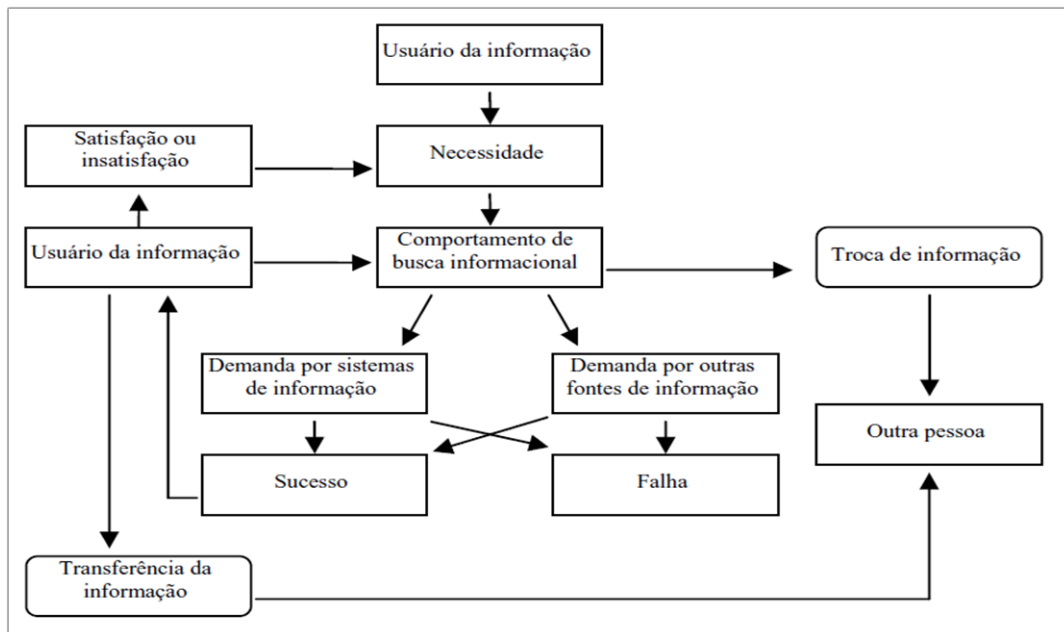 Usuário da informação
Satisfação ou
insatisfação
Necessidade
Usuário da informação
Comportamento de
busca informacional
Troca de informação
Demanda por sistemas
de informação
Demanda por outras
fontes de informação
Outra pessoa
Sucesso
Falha
Transferência da
informação